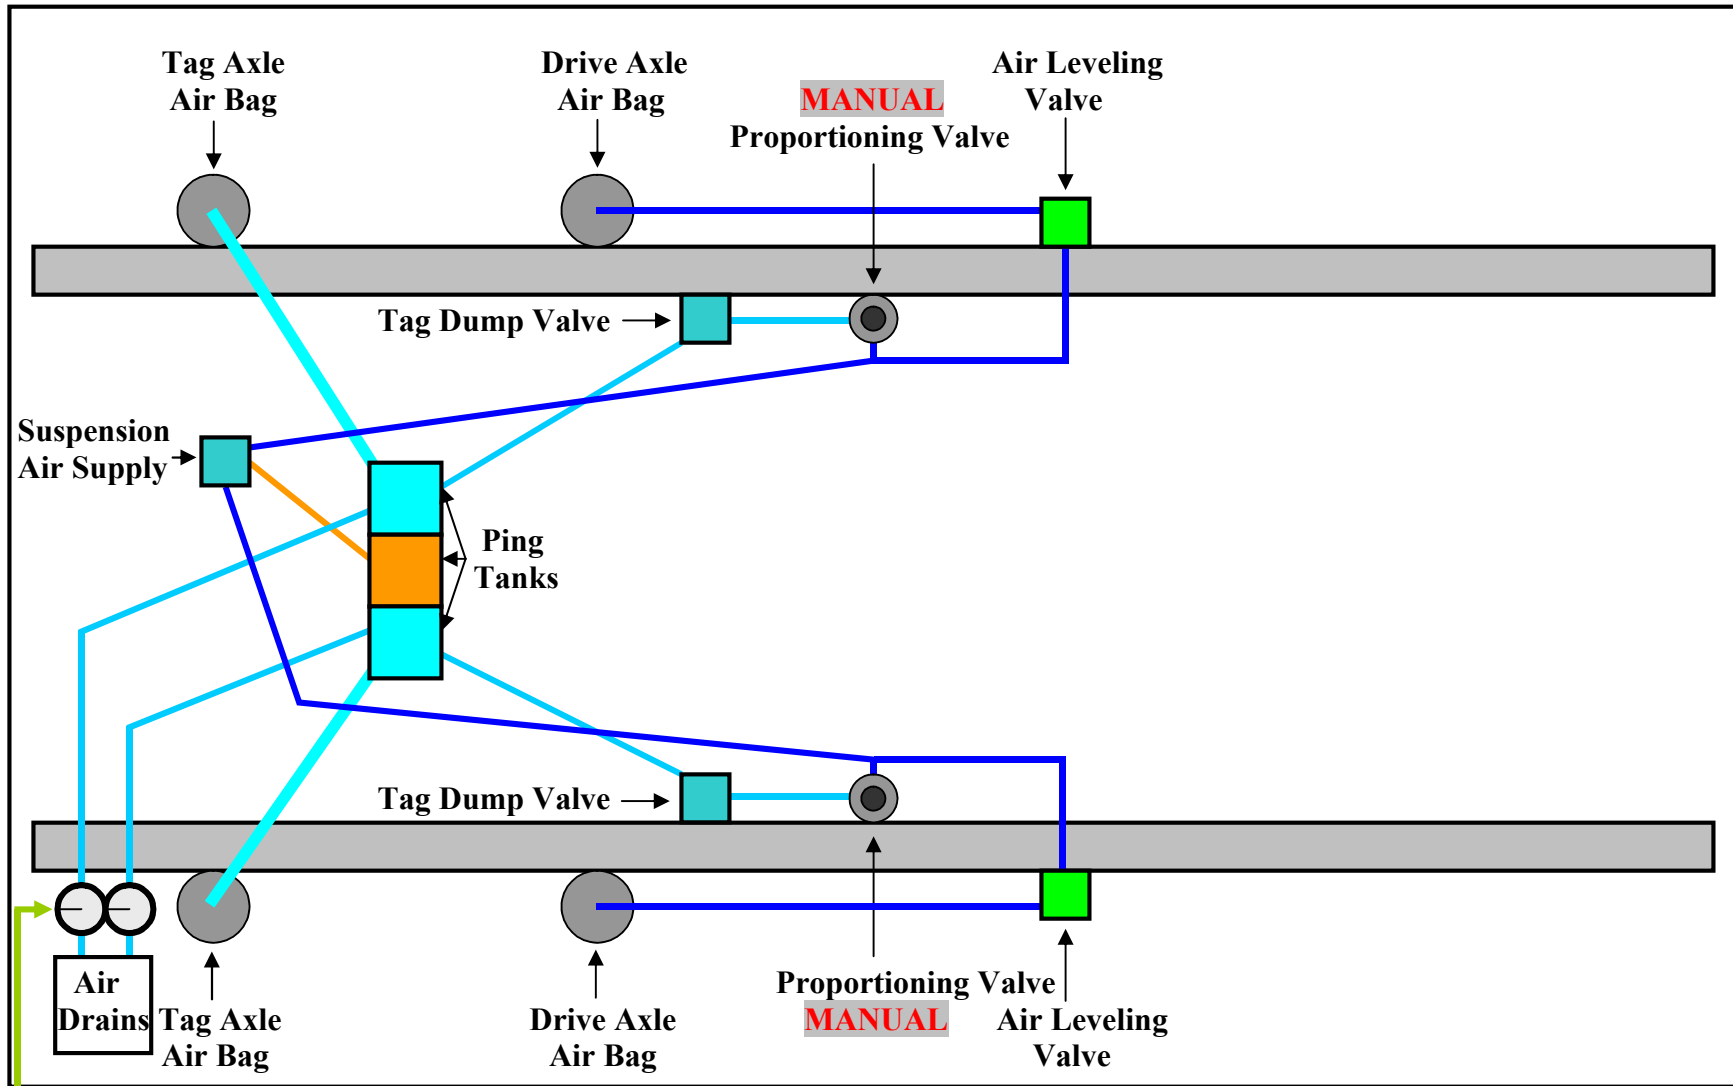 Tag Axle
Air Bag
Drive Axle
Air Bag
MANUAL
Proportioning Valve
Air Leveling
Valve
Tag Dump Valve
Suspension
Air Supply
Ping
Tanks
Tag Dump Valve
Air
Drains
Tag Axle
Air Bag
Drive Axle
Air Bag
Proportioning Valve
MANUAL
Air Leveling
Valve